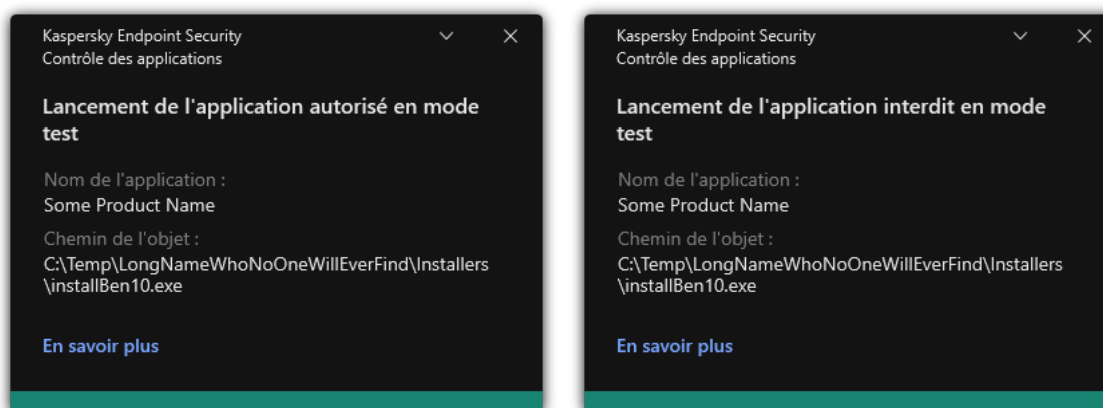 Kaspersky Endpoint Security
Contrôle des applications
Lancement de l'application autorisé en mode
test
Nom de l'application :
Some Product Name
Chemin de l'objet :
C:\Temp\LongNameWhoNoOneWillEverFind\Installers
\installBen10.exe
En savoir plus
Kaspersky Endpoint Security
Contrôle des applications
Lancement de l'application interdit en mode
test
Nom de l'application :
Some Product Name
Chemin de l'objet :
C:\Temp\LongNameWhoNoOneWillEverFind\Installers
\installBen10.exe
En savoir plus